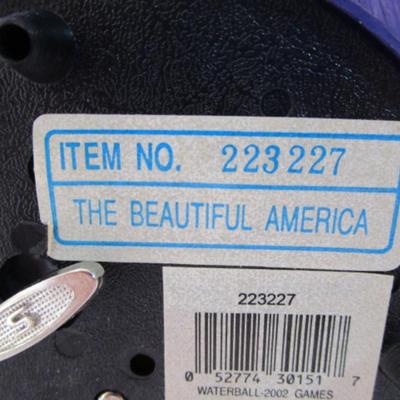 ITEM NO. 223227
THE BEAUTIFUL AMERICA
S
223227
0 52774 30151 7
WATERBALL-2002 GAMES